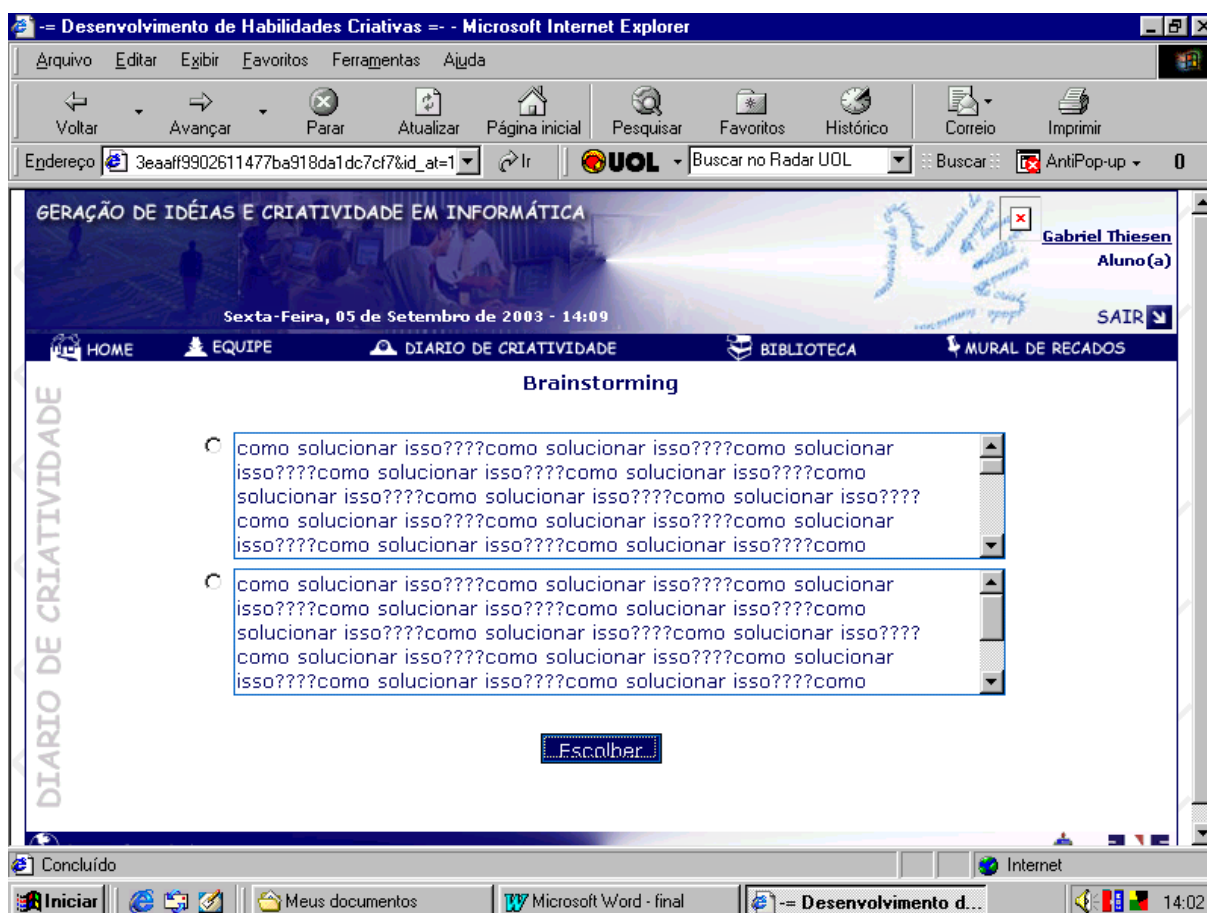 -= Desenvolvimento de Habilidades Criativas =- - Microsoft Internet Explorer
Arquivo Editar Exibir Favoritos Ferramentas Ajuda
Voltar Avançar Parar Atualizar Página inicial Pesquisar Favoritos Histórico Correio Imprimir
Endereço 3eaaff9902611477ba918da1dc7cf7&id_at=1 Ir UOL Buscar no Radar UOL Buscar AntiPop-up 0
GERAÇÃO DE IDÉIAS E CRIATIVIDADE EM INFORMÁTICA
Gabriel Thiesen
Aluno(a)
Sexta-Feira, 05 de Setembro de 2003 - 14:09
SAIR
HOME EQUIPE DIARIO DE CRIATIVIDADE BIBLIOTECA MURAL DE RECADOS
DIARIO DE CRIATIVIDADE
Brainstorming
como solucionar isso????como solucionar isso????como solucionar
isso????como solucionar isso????como solucionar isso????como
solucionar isso????como solucionar isso????como solucionar isso????
como solucionar isso????como solucionar isso????como solucionar
isso????como solucionar isso????como solucionar isso????como
como solucionar isso????como solucionar isso????como solucionar
isso????como solucionar isso????como solucionar isso????como
solucionar isso????como solucionar isso????como solucionar isso????
como solucionar isso????como solucionar isso????como solucionar
isso????como solucionar isso????como solucionar isso????como
Escolher
Concluído Internet
Iniciar Meus documentos Microsoft Word - final -= Desenvolvimento d... 14:02